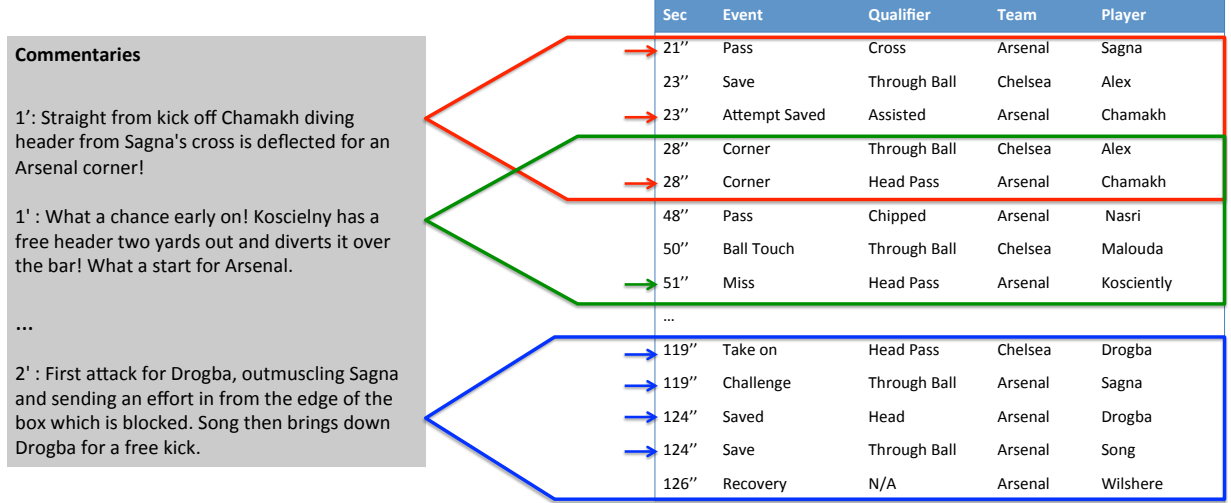 Commentaries
1’: Straight from kick off Chamakh diving
header from Sagna's cross is deflected for an
Arsenal corner!
1' : What a chance early on! Koscielny has a
free header two yards out and diverts it over
the bar! What a start for Arsenal.
...
2' : First attack for Drogba, outmuscling Sagna
and sending an effort in from the edge of the
box which is blocked. Song then brings down
Drogba for a free kick.
Sec Event Qualifier Team Player
21’’ Pass Cross Arsenal Sagna
23’’ Save Through Ball Chelsea Alex
23’’ Attempt Saved Assisted Arsenal Chamakh
28’’ Corner Through Ball Chelsea Alex
28’’ Corner Head Pass Arsenal Chamakh
48’’ Pass Chipped Arsenal Nasri
50’’ Ball Touch Through Ball Chelsea Malouda
51’’ Miss Head Pass Arsenal Kosciently
...
119’’ Take on Head Pass Chelsea Drogba
119’’ Challenge Through Ball Arsenal Sagna
124’’ Saved Head Arsenal Drogba
124’’ Save Through Ball Arsenal Song
126’’ Recovery N/A Arsenal Wilshere